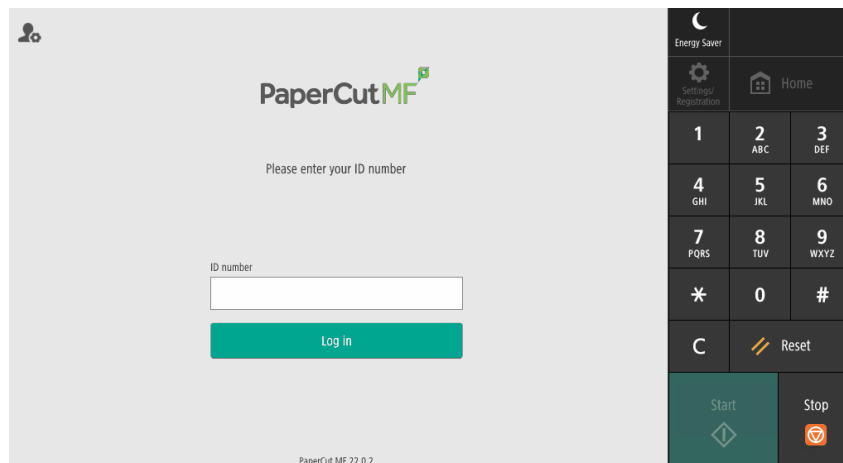 PaperCutMF
Please enter your ID number
ID number
Log in
PaperCut MF 22.0.2
Energy Saver
Settings/
Registration
Home
1
2
ABC
3
DEF
4
GHI
5
JKL
6
MNO
7
PQRS
8
TUV
9
WXYZ
*
0
#
C
Reset
Start
Stop